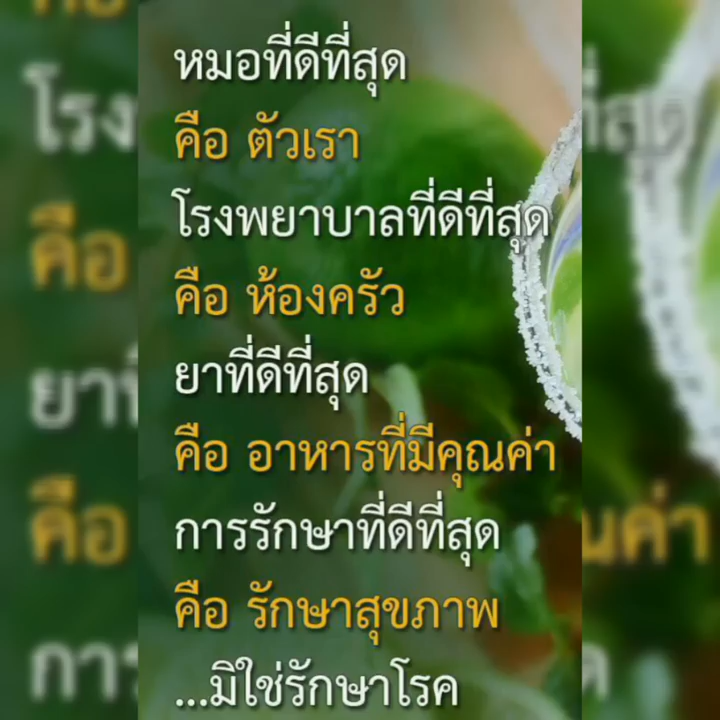 หมอที่ดีที่สุด
คือ ตัวเรา
โรงพยาบาลที่ดีที่สุด
คือ ห้องครัว
ยาที่ดีที่สุด
คือ อาหารที่มีคุณค่า
การรักษาที่ดีที่สุด
คือ รักษาสุขภาพ
...มิใช่รักษาโรค